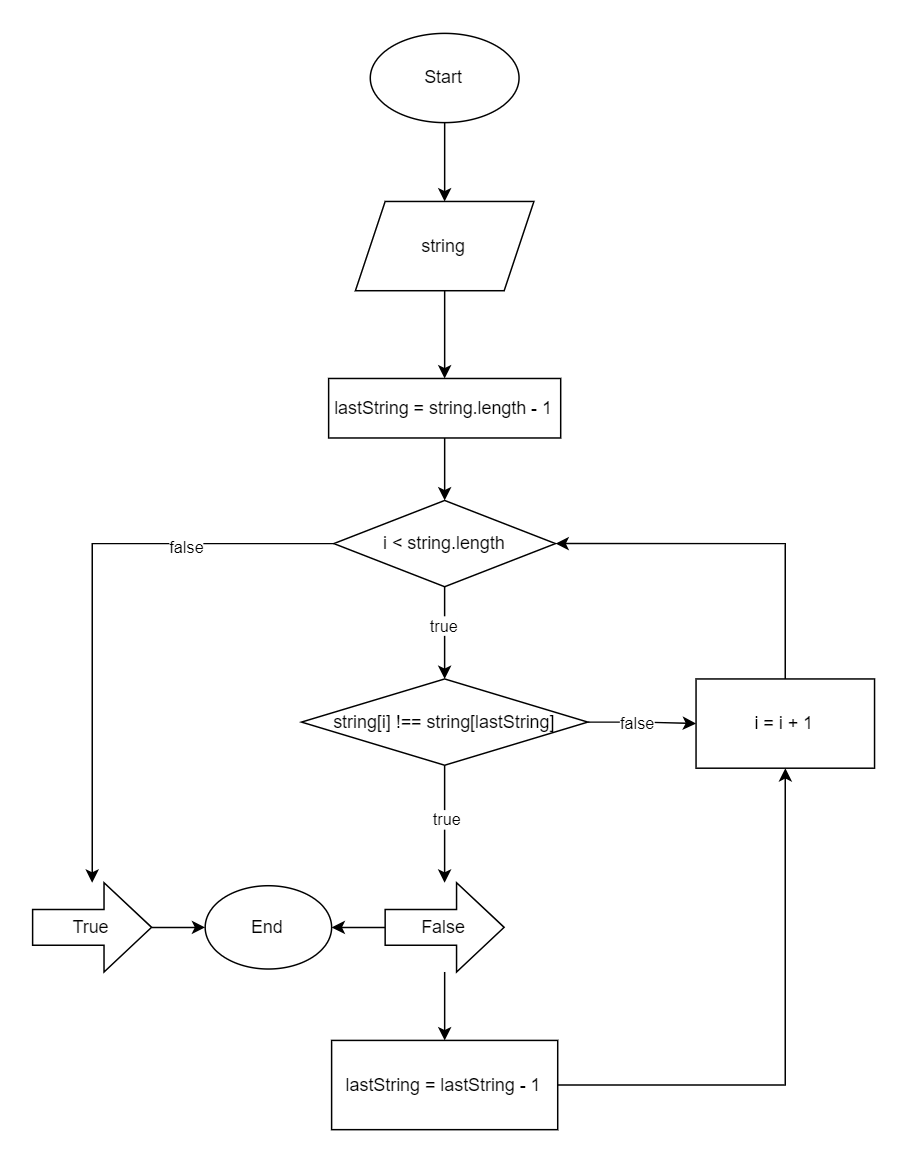 Start
string
lastString = string.length - 1
i < string.length
false
true
string[i] !== string[lastString]
false
i = i + 1
true
True
End
False
lastString = lastString - 1